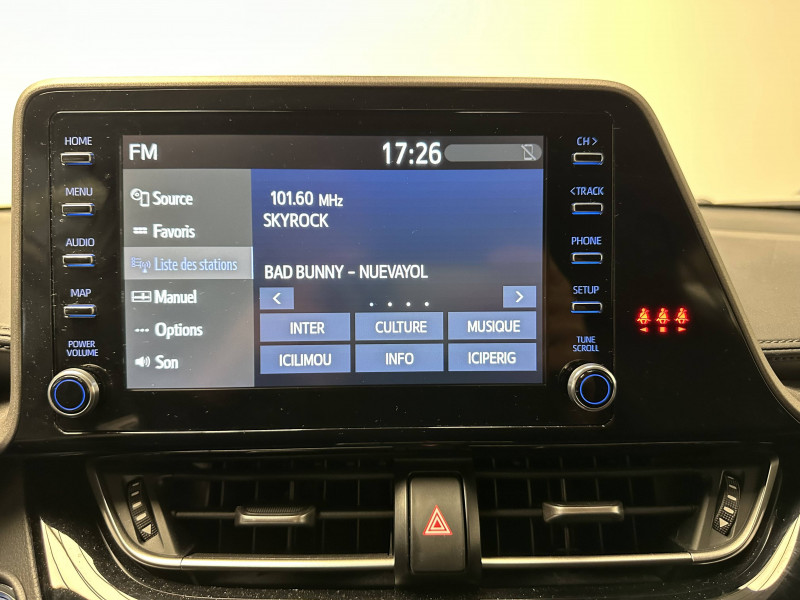 HOME
MENU
AUDIO
MAP
POWER
VOLUME
FM
17:26
Source
Favoris
Liste des stations
Manuel
Options
Son
101.60 MHz
SKYROCK
BAD BUNNY - NUEVAYOL
INTER CULTURE MUSIQUE
ICILIMOU INFO ICIPERIG
CH >
< TRACK
PHONE
SETUP
TUNE
SCROLL